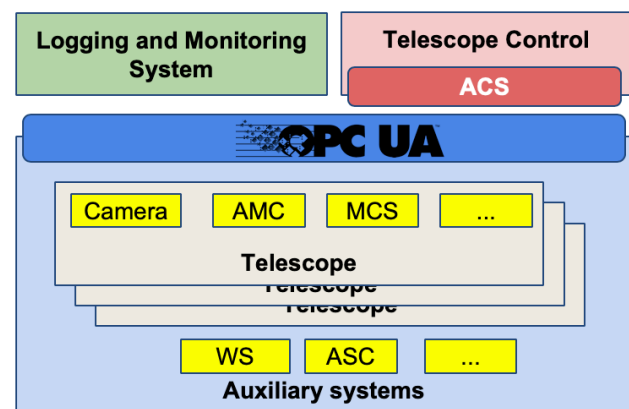 Logging and Monitoring
System
Telescope Control
ACS
OPC UA
Camera
AMC
MCS
...
Telescope
Telescope
Telescope
WS
ASC
...
Auxiliary systems